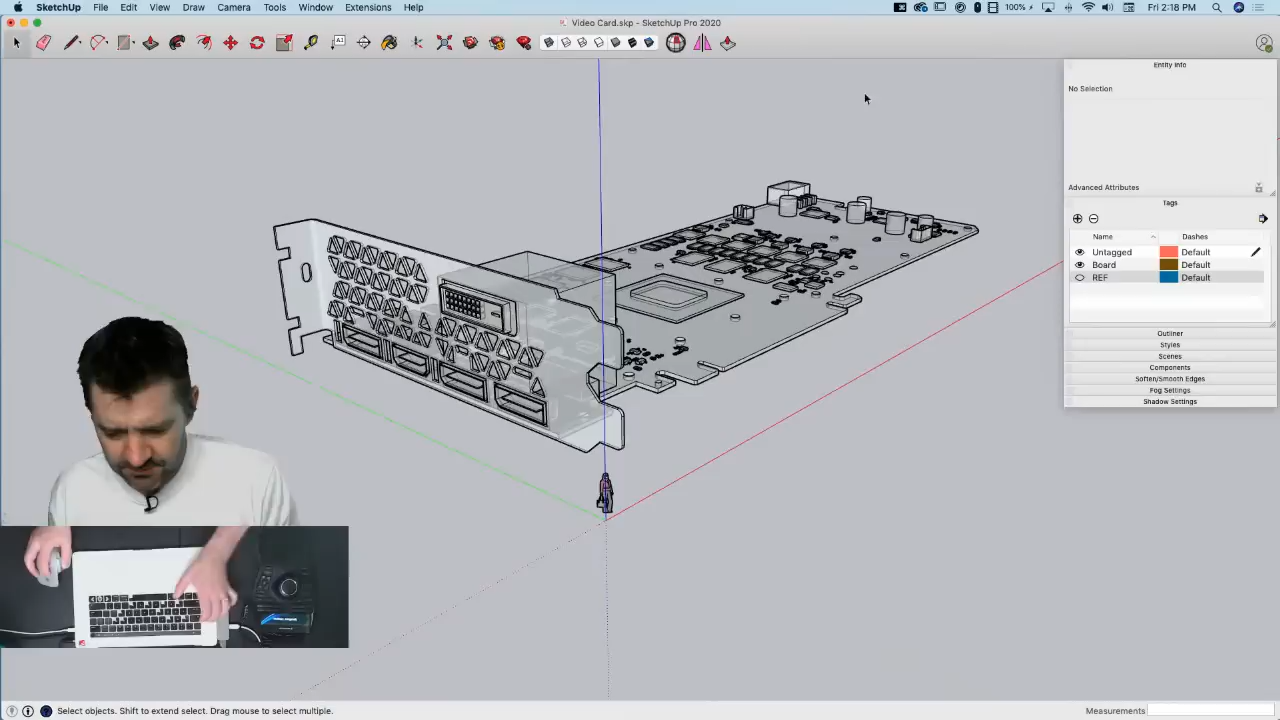 SketchUp File Edit View Draw Camera Tools Window Extensions Help
100% Fri 2:18 PM
Video Card.skp - SketchUp Pro 2020
A1
Entity Info
No Selection
Advanced Attributes
Tags
Name Dashes
Untagged Default
Board Default
REF Default
Outliner
Styles
Scenes
Components
Soften/Smooth Edges
Fog Settings
Shadow Settings
Select objects. Shift to extend select. Drag mouse to select multiple.
Measurements